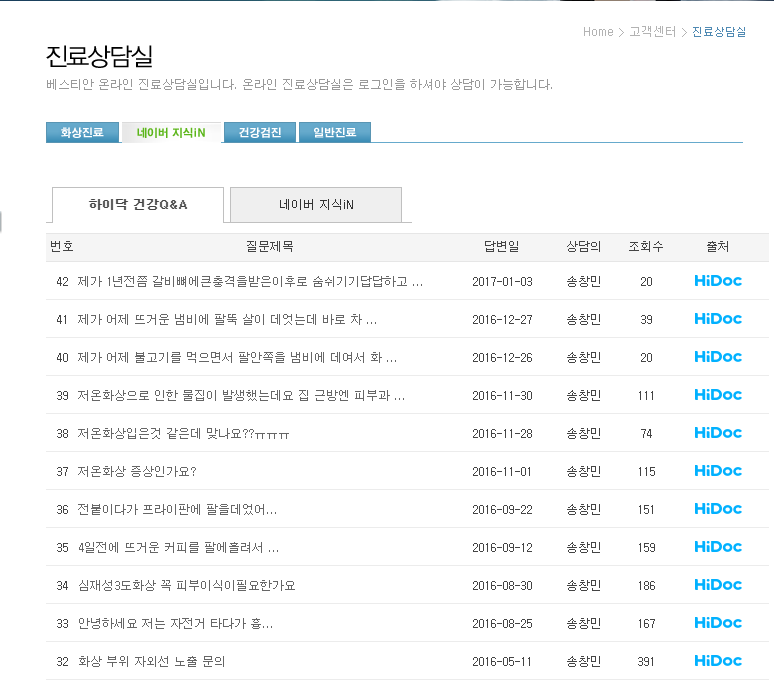 Home > 고객센터 > 진료상담실
진료상담실
베스티안 온라인 진료상담실입니다. 온라인 진료상담실은 로그인을 하셔야 상담이 가능합니다.
화상진료 네이버 지식iN 건강검진 일반진료
하이닥 건강Q&A 네이버 지식iN
번호 질문제목 답변일 상담의 조회수 출처
42 제가 1년전쯤 갈비뼈에큰충격을받은이후로 숨쉬기기답답하고 ... 2017-01-03 송창민 20 HiDoc
41 제가 어제 뜨거운 냄비에 팔뚝 살이 데엇는데 바로 차 ... 2016-12-27 송창민 39 HiDoc
40 제가 어제 불고기를 먹으면서 팔안쪽을 냄비에 데여서 화 ... 2016-12-26 송창민 20 HiDoc
39 저온화상으로 인한 물집이 발생했는데요 집 근방엔 피부과 ... 2016-11-30 송창민 111 HiDoc
38 저온화상입은것 같은데 맞나요??ㅠㅠㅠ 2016-11-28 송창민 74 HiDoc
37 저온화상 증상인가요? 2016-11-01 송창민 115 HiDoc
36 전붙이다가 프라이판에 팔을데었어... 2016-09-22 송창민 151 HiDoc
35 4일전에 뜨거운 커피를 팔에흘려서 ... 2016-09-12 송창민 159 HiDoc
34 심재성3도화상 꼭 피부이식이필요한가요 2016-08-30 송창민 186 HiDoc
33 안녕하세요 저는 자전거 타다가 흉... 2016-08-25 송창민 167 HiDoc
32 화상 부위 자외선 노출 문의 2016-05-11 송창민 391 HiDoc